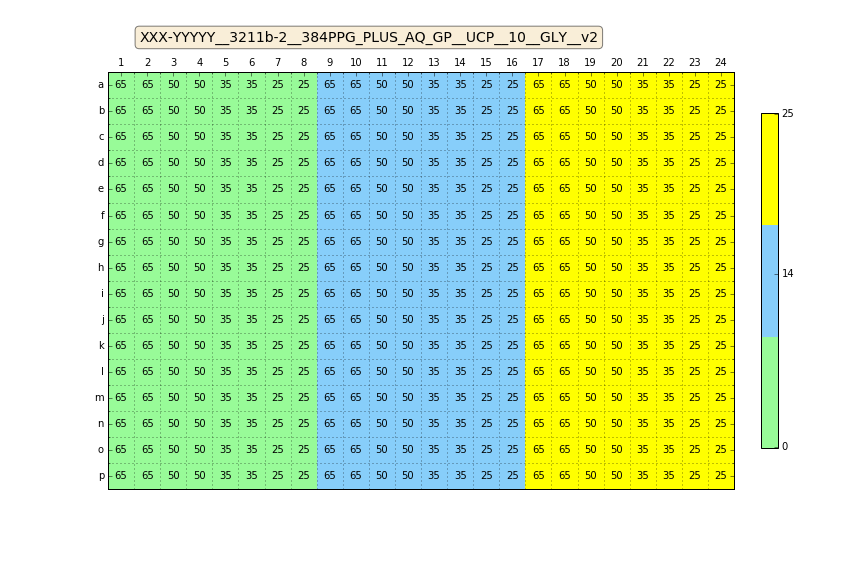 XXX-YYYYY__3211b-2__384PPG_PLUS_AQ_GP__UCP__10__GLY__v2
1 2 3 4 5 6 7 8 9 10 11 12 13 14 15 16 17 18 19 20 21 22 23 24
a 65 65 50 50 35 35 25 25 65 65 50 50 35 35 25 25 65 65 50 50 35 35 25 25
b 65 65 50 50 35 35 25 25 65 65 50 50 35 35 25 25 65 65 50 50 35 35 25 25
c 65 65 50 50 35 35 25 25 65 65 50 50 35 35 25 25 65 65 50 50 35 35 25 25
d 65 65 50 50 35 35 25 25 65 65 50 50 35 35 25 25 65 65 50 50 35 35 25 25
e 65 65 50 50 35 35 25 25 65 65 50 50 35 35 25 25 65 65 50 50 35 35 25 25
f 65 65 50 50 35 35 25 25 65 65 50 50 35 35 25 25 65 65 50 50 35 35 25 25
g 65 65 50 50 35 35 25 25 65 65 50 50 35 35 25 25 65 65 50 50 35 35 25 25
h 65 65 50 50 35 35 25 25 65 65 50 50 35 35 25 25 65 65 50 50 35 35 25 25
i 65 65 50 50 35 35 25 25 65 65 50 50 35 35 25 25 65 65 50 50 35 35 25 25
j 65 65 50 50 35 35 25 25 65 65 50 50 35 35 25 25 65 65 50 50 35 35 25 25
k 65 65 50 50 35 35 25 25 65 65 50 50 35 35 25 25 65 65 50 50 35 35 25 25
l 65 65 50 50 35 35 25 25 65 65 50 50 35 35 25 25 65 65 50 50 35 35 25 25
m 65 65 50 50 35 35 25 25 65 65 50 50 35 35 25 25 65 65 50 50 35 35 25 25
n 65 65 50 50 35 35 25 25 65 65 50 50 35 35 25 25 65 65 50 50 35 35 25 25
o 65 65 50 50 35 35 25 25 65 65 50 50 35 35 25 25 65 65 50 50 35 35 25 25
p 65 65 50 50 35 35 25 25 65 65 50 50 35 35 25 25 65 65 50 50 35 35 25 25
25
14
0